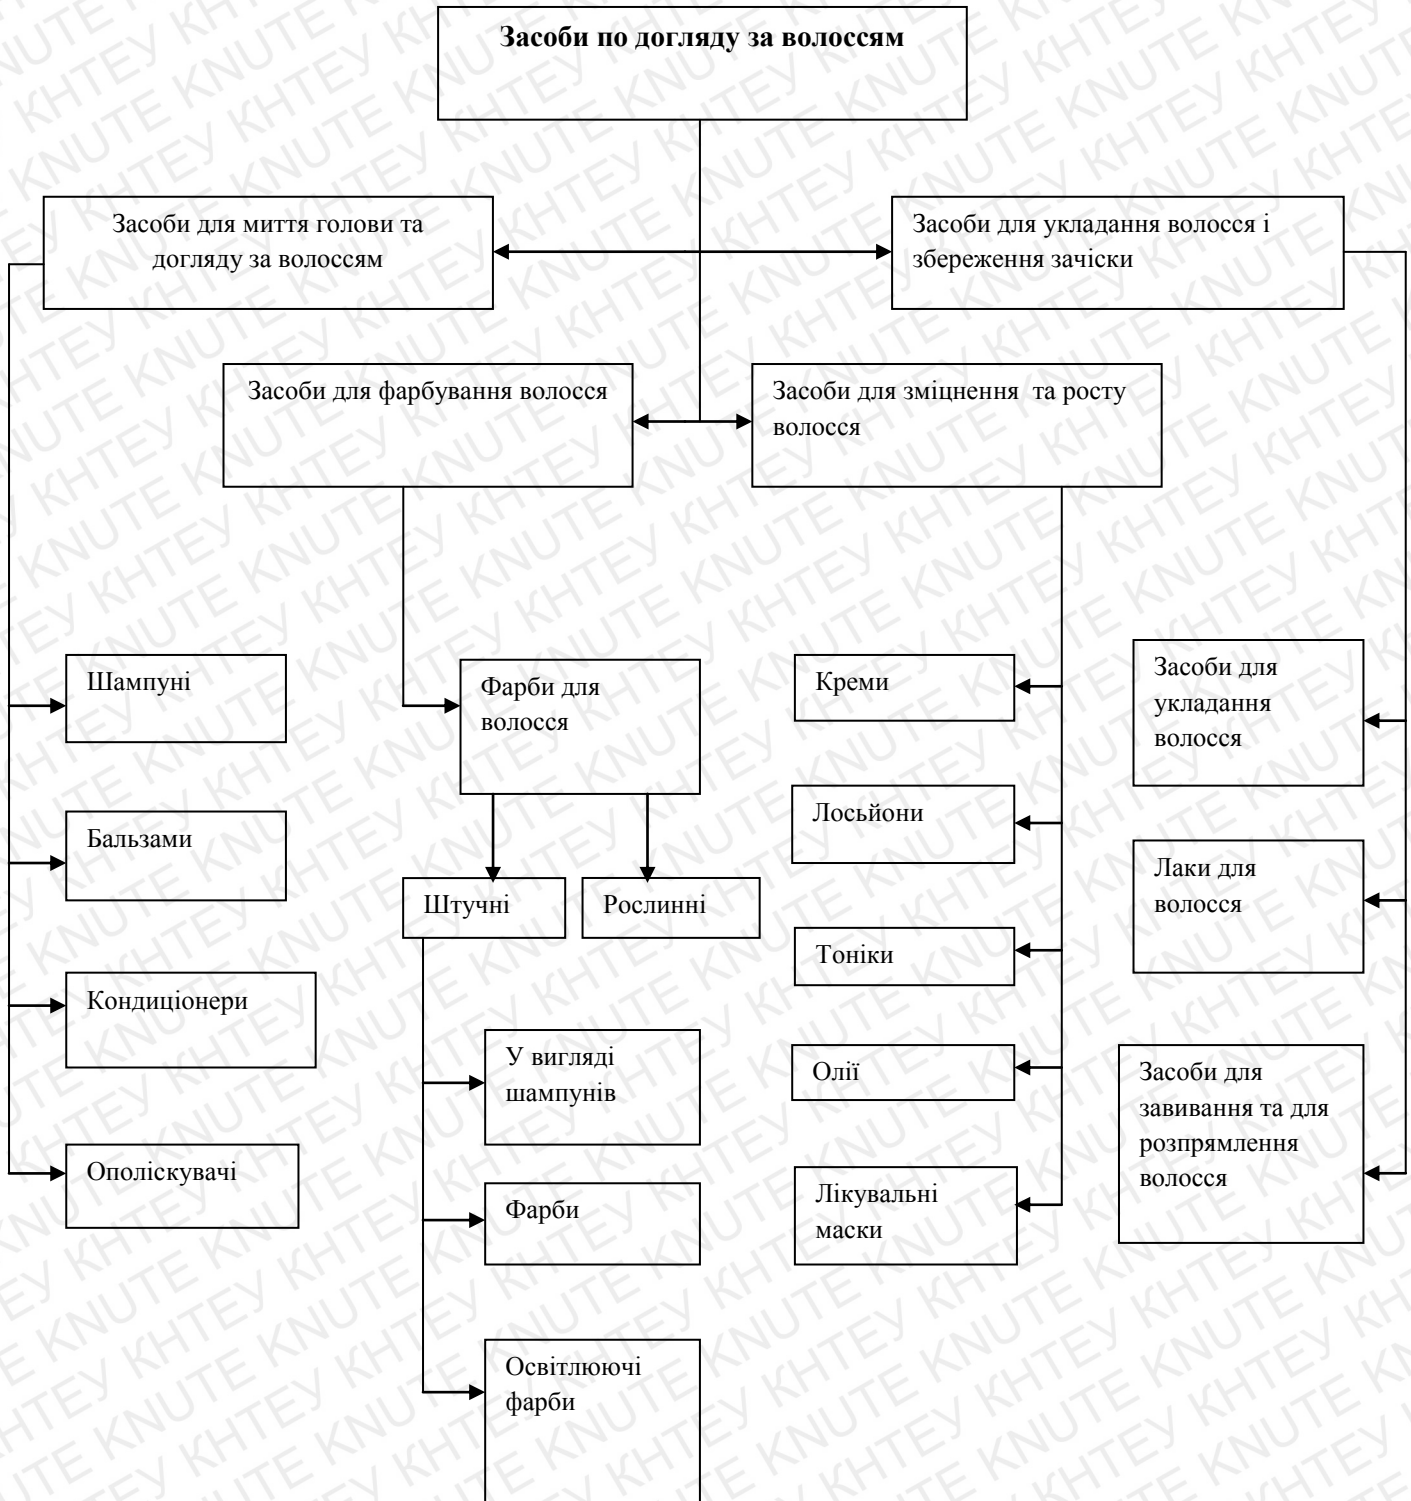 Засоби по догляду за волоссям
Засоби для миття голови та
догляду за волоссям
Засоби для укладання волосся і
збереження зачіски
Засоби для фарбування волосся
Засоби для зміцнення та росту
волосся
Шампуні
Бальзами
Кондиціонери
Ополіскувачі
Фарби для
волосся
Штучні
Рослинні
У вигляді
шампунів
Фарби
Освітлюючі
фарби
Креми
Лосьйони
Тоніки
Олії
Лікувальні
маски
Засоби для
укладання
волосся
Лаки для
волосся
Засоби для
завивання та для
розпрямлення
волосся